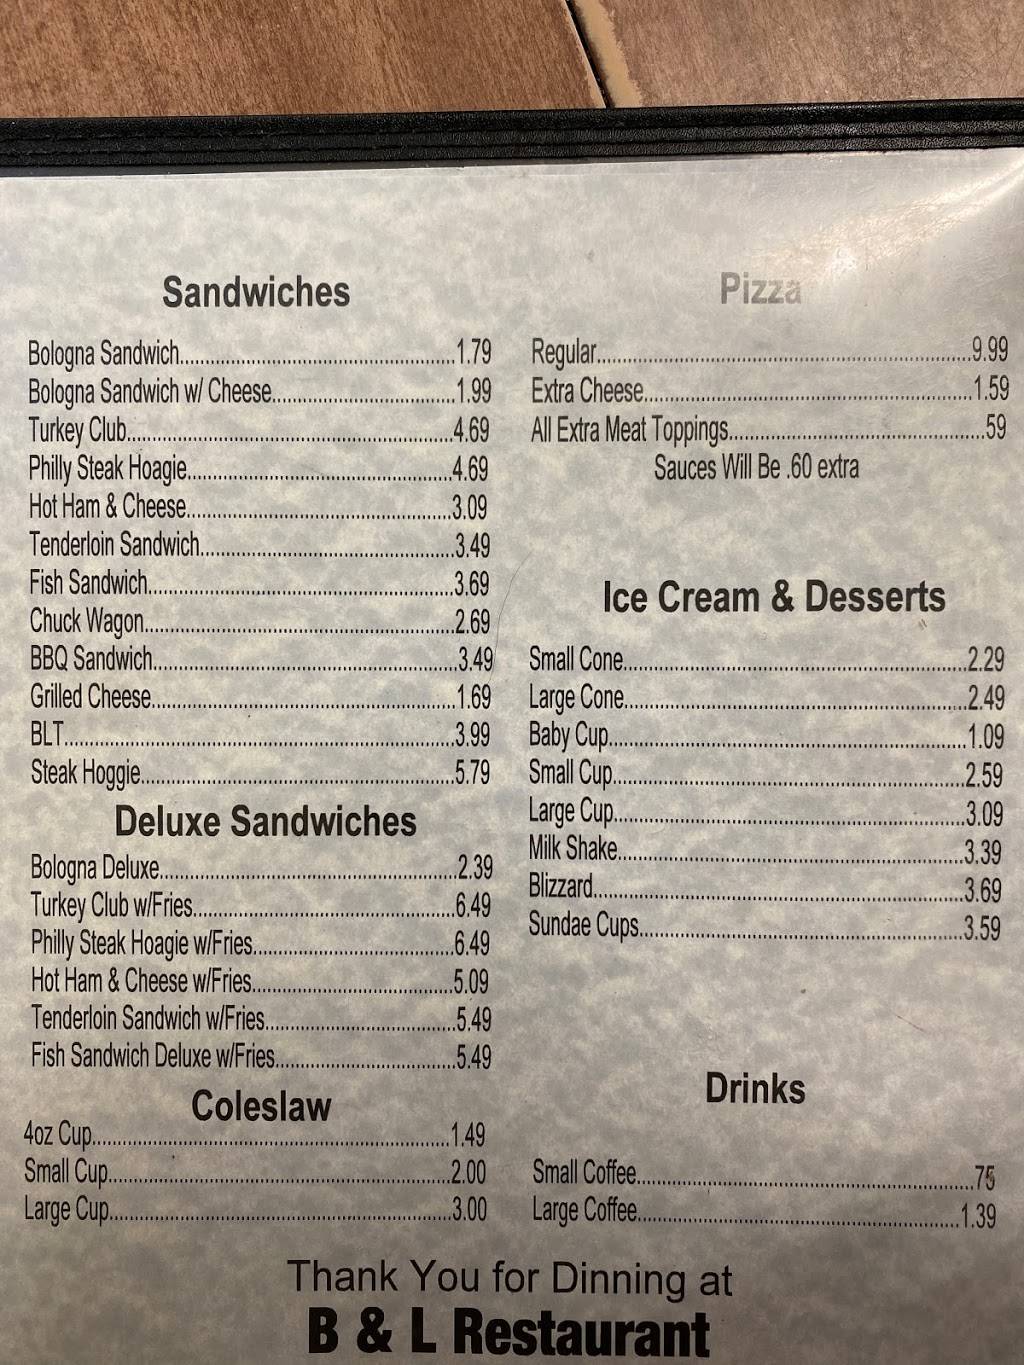 Sandwiches
Bologna Sandwich..........1.79
Bologna Sandwich w/ Cheese..........1.99
Turkey Club..........4.69
Philly Steak Hoagie..........4.69
Hot Ham & Cheese..........3.09
Tenderloin Sandwich..........3.49
Fish Sandwich..........3.69
Chuck Wagon..........2.69
BBQ Sandwich..........3.49
Grilled Cheese..........1.69
BLT..........3.99
Steak Hoggie..........5.79
Deluxe Sandwiches
Bologna Deluxe..........2.39
Turkey Club w/Fries..........6.49
Philly Steak Hoagie w/Fries..........6.49
Hot Ham & Cheese w/Fries..........5.09
Tenderloin Sandwich w/Fries..........5.49
Fish Sandwich Deluxe w/Fries..........5.49
Coleslaw
4oz Cup..........1.49
Small Cup..........2.00
Large Cup..........3.00
Pizza
Regular..........9.99
Extra Cheese..........1.59
All Extra Meat Toppings...........59
Sauces Will Be .60 extra
Ice Cream & Desserts
Small Cone..........2.29
Large Cone..........2.49
Baby Cup..........1.09
Small Cup..........2.59
Large Cup..........3.09
Milk Shake..........3.39
Blizzard..........3.69
Sundae Cups..........3.59
Drinks
Small Coffee...........75
Large Coffee..........1.39
Thank You for Dinning at
B & L Restaurant